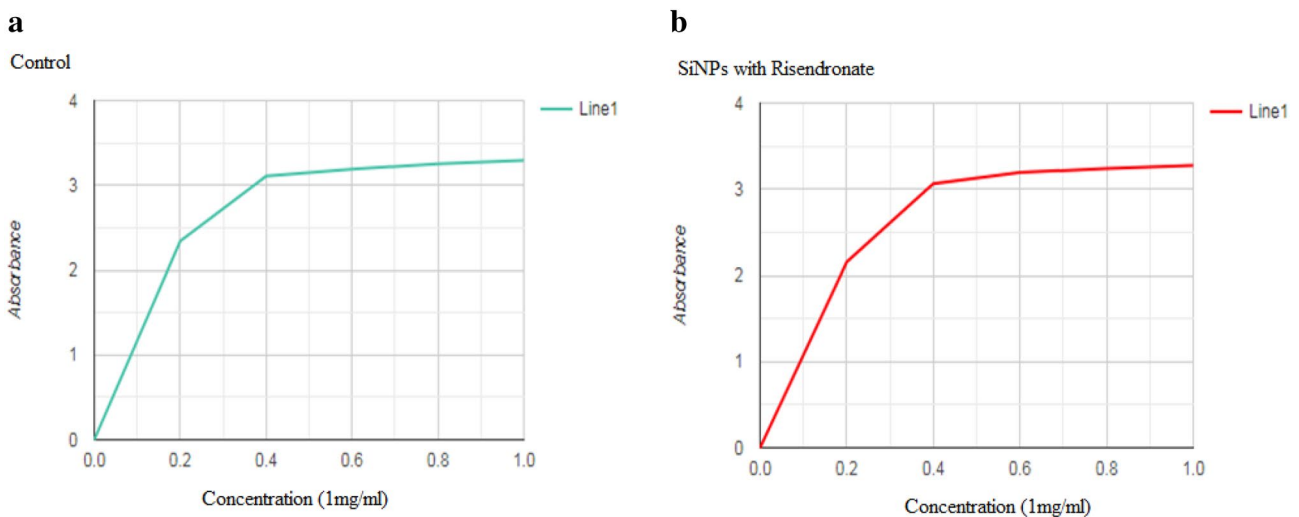 a
Control
4
3
2
1
0
Absorbance
0.0 0.2 0.4 0.6 0.8 1.0
Concentration (1mg/ml)
Line1
b
SiNPs with Risendronate
4
3
2
1
0
Absorbance
0.0 0.2 0.4 0.6 0.8 1.0
Concentration (1mg/ml)
Line1